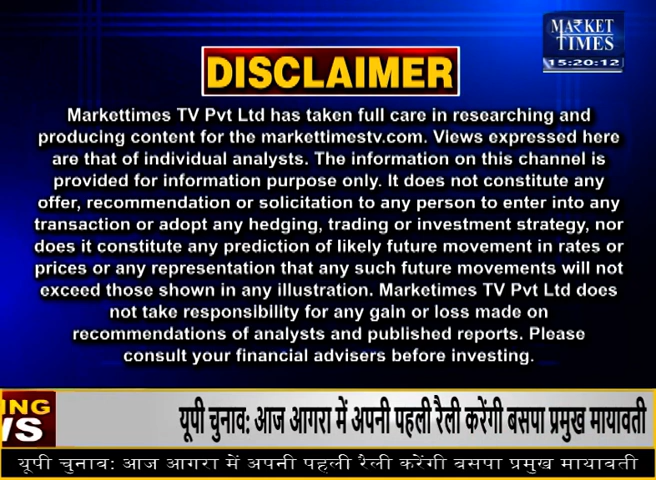 MARKET
TIMES
15:20:12
DISCLAIMER
Markettimes TV Pvt Ltd has taken full care in researching and
producing content for the markettimestv.com. Views expressed here
are that of individual analysts. The information on this channel is
provided for information purpose only. It does not constitute any
offer, recommendation or solicitation to any person to enter into any
transaction or adopt any hedging, trading or investment strategy, nor
does it constitute any prediction of likely future movement in rates or
prices or any representation that any such future movements will not
exceed those shown in any illustration. Marketimes TV Pvt Ltd does
not take responsibility for any gain or loss made on
recommendations of analysts and published reports. Please
consult your financial advisers before investing.
ING
WS
यूपी चुनाव: आज आगरा में अपनी पहली रैली करेंगी बसपा प्रमुख मायावती
यूपी चुनाव: आज आगरा में अपनी पहली रैली करेंगी बसपा प्रमुख मायावती